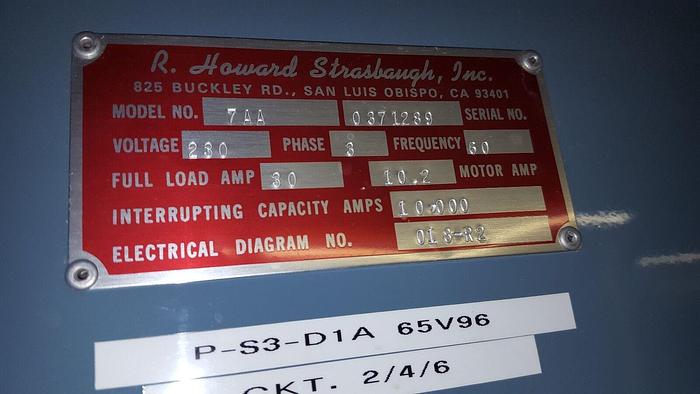 R. Howard Strasbaugh, Inc.
825 BUCKLEY RD., SAN LUIS OBISPO, CA 93401
MODEL NO. 7AA 0371289 SERIAL NO.
VOLTAGE 230 PHASE 3 FREQUENCY 60
FULL LOAD AMP 30 10.2 MOTOR AMP
INTERRUPTING CAPACITY AMPS 10,000
ELECTRICAL DIAGRAM NO. 018-R2
P-S3-D1A 65V96
CKT. 2/4/6